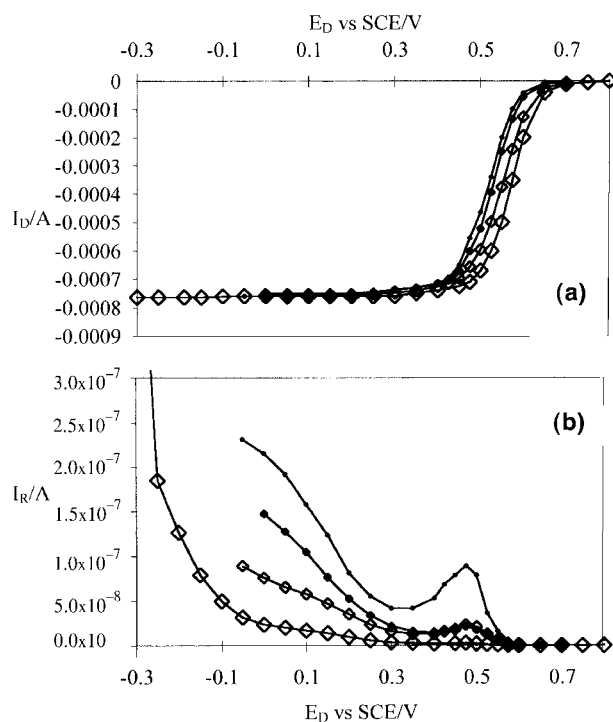 E_D vs SCE/V
-0.3 -0.1 0.1 0.3 0.5 0.7
0
-0.0001
-0.0002
-0.0003
-0.0004
I_D/A
-0.0005
-0.0006
-0.0007
-0.0008
-0.0009
(a)
3.0x10⁻⁷
(b)
2.5x10⁻⁷
2.0x10⁻⁷
I_R/A
1.5x10⁻⁷
1.0x10⁻⁷
5.0x10⁻⁸
0.0x10
-0.3 -0.1 0.1 0.3 0.5 0.7
E_D vs SCE/V